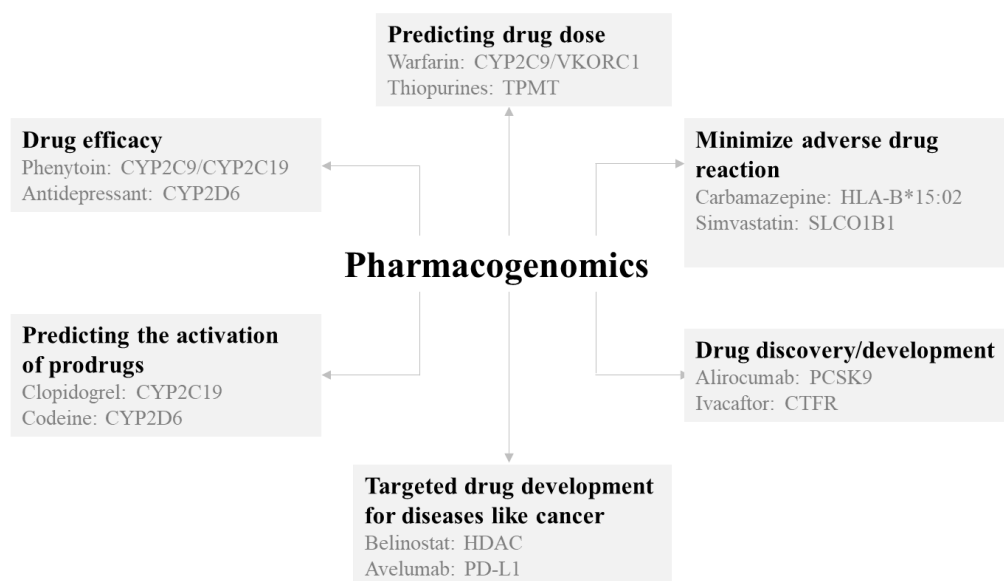 Predicting drug dose
Warfarin: CYP2C9/VKORC1
Thiopurines: TPMT
Drug efficacy
Phenytoin: CYP2C9/CYP2C19
Antidepressant: CYP2D6
Minimize adverse drug
reaction
Carbamazepine: HLA-B*15:02
Simvastatin: SLCO1B1
Pharmacogenomics
Predicting the activation
of prodrugs
Clopidogrel: CYP2C19
Codeine: CYP2D6
Drug discovery/development
Alirocumab: PCSK9
Ivacaftor: CTFR
Targeted drug development
for diseases like cancer
Belinostat: HDAC
Avelumab: PD-L1